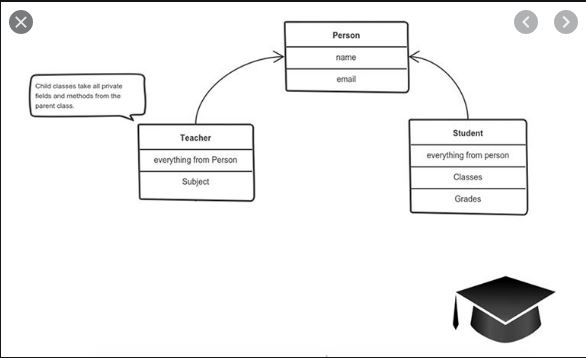 Person
name
email
Child classes take all private
fields and methods from the
parent class.
Teacher
everything from Person
Subject
Student
everything from person
Classes
Grades